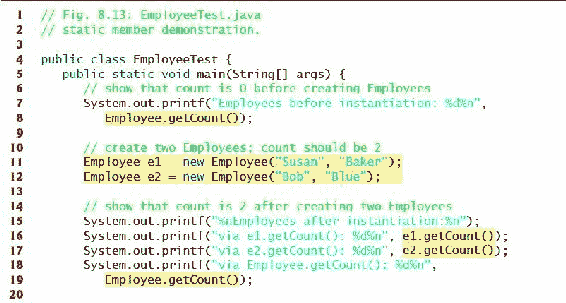 1 // Fig. 8.13: EmployeeTest.java
2 // static member demonstration.
3
4 public class EmployeeTest {
5 public static void main(String[] args) {
6 // show that count is 0 before creating Employees
7 System.out.printf("Employees before instantiation: %d%n",
8 Employee.getCount());
9
10 // create two Employees; count should be 2
11 Employee e1 = new Employee("Susan", "Baker");
12 Employee e2 = new Employee("Bob", "Blue");
13
14 // show that count is 2 after creating two Employees
15 System.out.printf("%nEmployees after instantiation:%n");
16 System.out.printf("via e1.getCount(): %d%n", e1.getCount());
17 System.out.printf("via e2.getCount(): %d%n", e2.getCount());
18 System.out.printf("via Employee.getCount(): %d%n",
19 Employee.getCount());
20